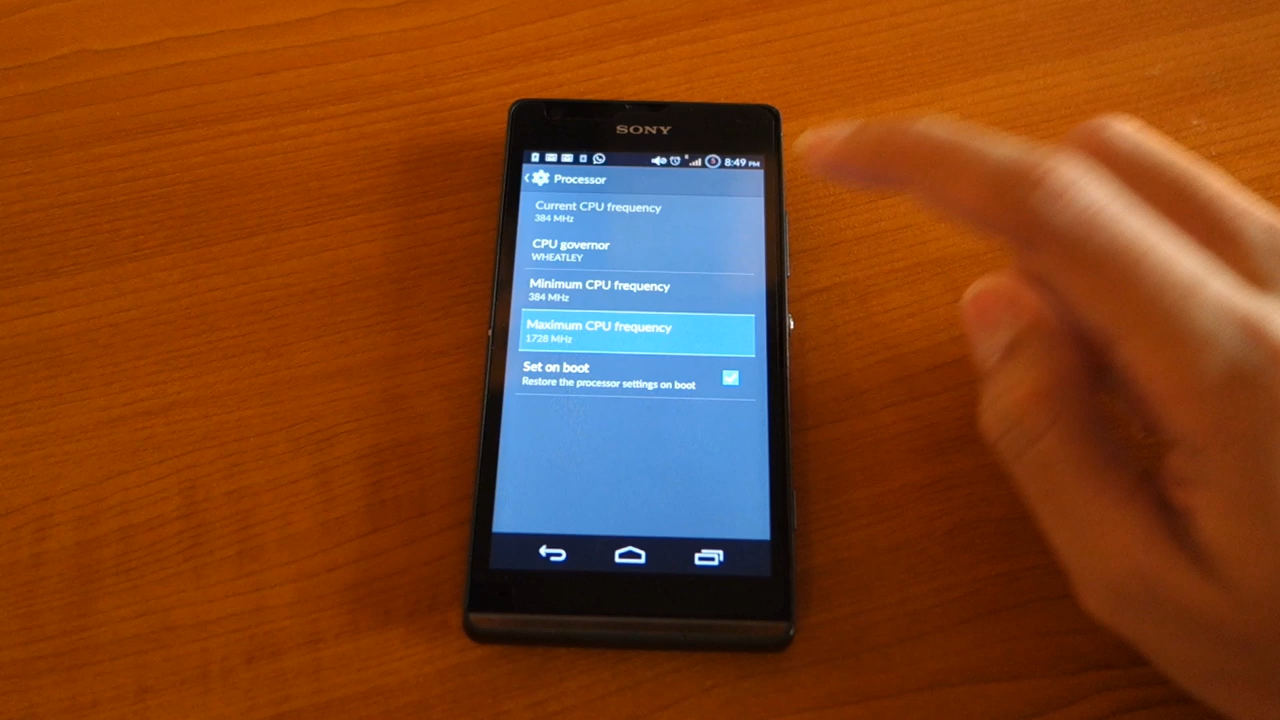 SONY
8:49 PM
Processor
Current CPU frequency
384 MHz
CPU governor
WHEATLEY
Minimum CPU frequency
384 MHz
Maximum CPU frequency
1728 MHz
Set on boot
Restore the processor settings on boot